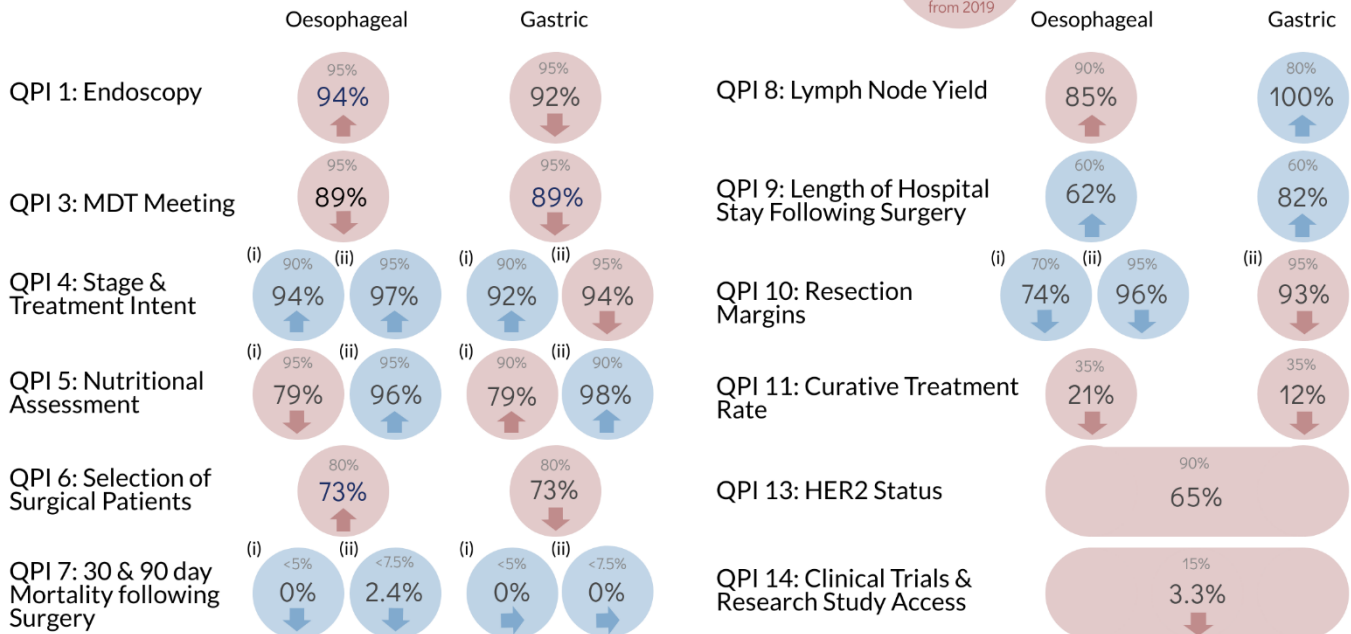 Oesophageal
Gastric
QPI 1: Endoscopy
95%
94%
95%
92%
QPI 3: MDT Meeting
95%
89%
95%
89%
QPI 4: Stage &
Treatment Intent
(i)
90%
94%
(ii)
95%
97%
(i)
90%
92%
(ii)
95%
94%
QPI 5: Nutritional
Assessment
(i)
95%
79%
(ii)
95%
96%
(i)
90%
79%
(ii)
90%
98%
QPI 6: Selection of
Surgical Patients
80%
73%
80%
73%
QPI 7: 30 & 90 day
Mortality following
Surgery
(i)
<5%
0%
(ii)
<7.5%
2.4%
(i)
<5%
0%
(ii)
<7.5%
0%
from 2019
Oesophageal
Gastric
QPI 8: Lymph Node Yield
90%
85%
80%
100%
QPI 9: Length of Hospital
Stay Following Surgery
60%
62%
60%
82%
QPI 10: Resection
Margins
(i)
70%
74%
(ii)
95%
96%
(ii)
95%
93%
QPI 11: Curative Treatment
Rate
35%
21%
35%
12%
QPI 13: HER2 Status
90%
65%
QPI 14: Clinical Trials &
Research Study Access
15%
3.3%